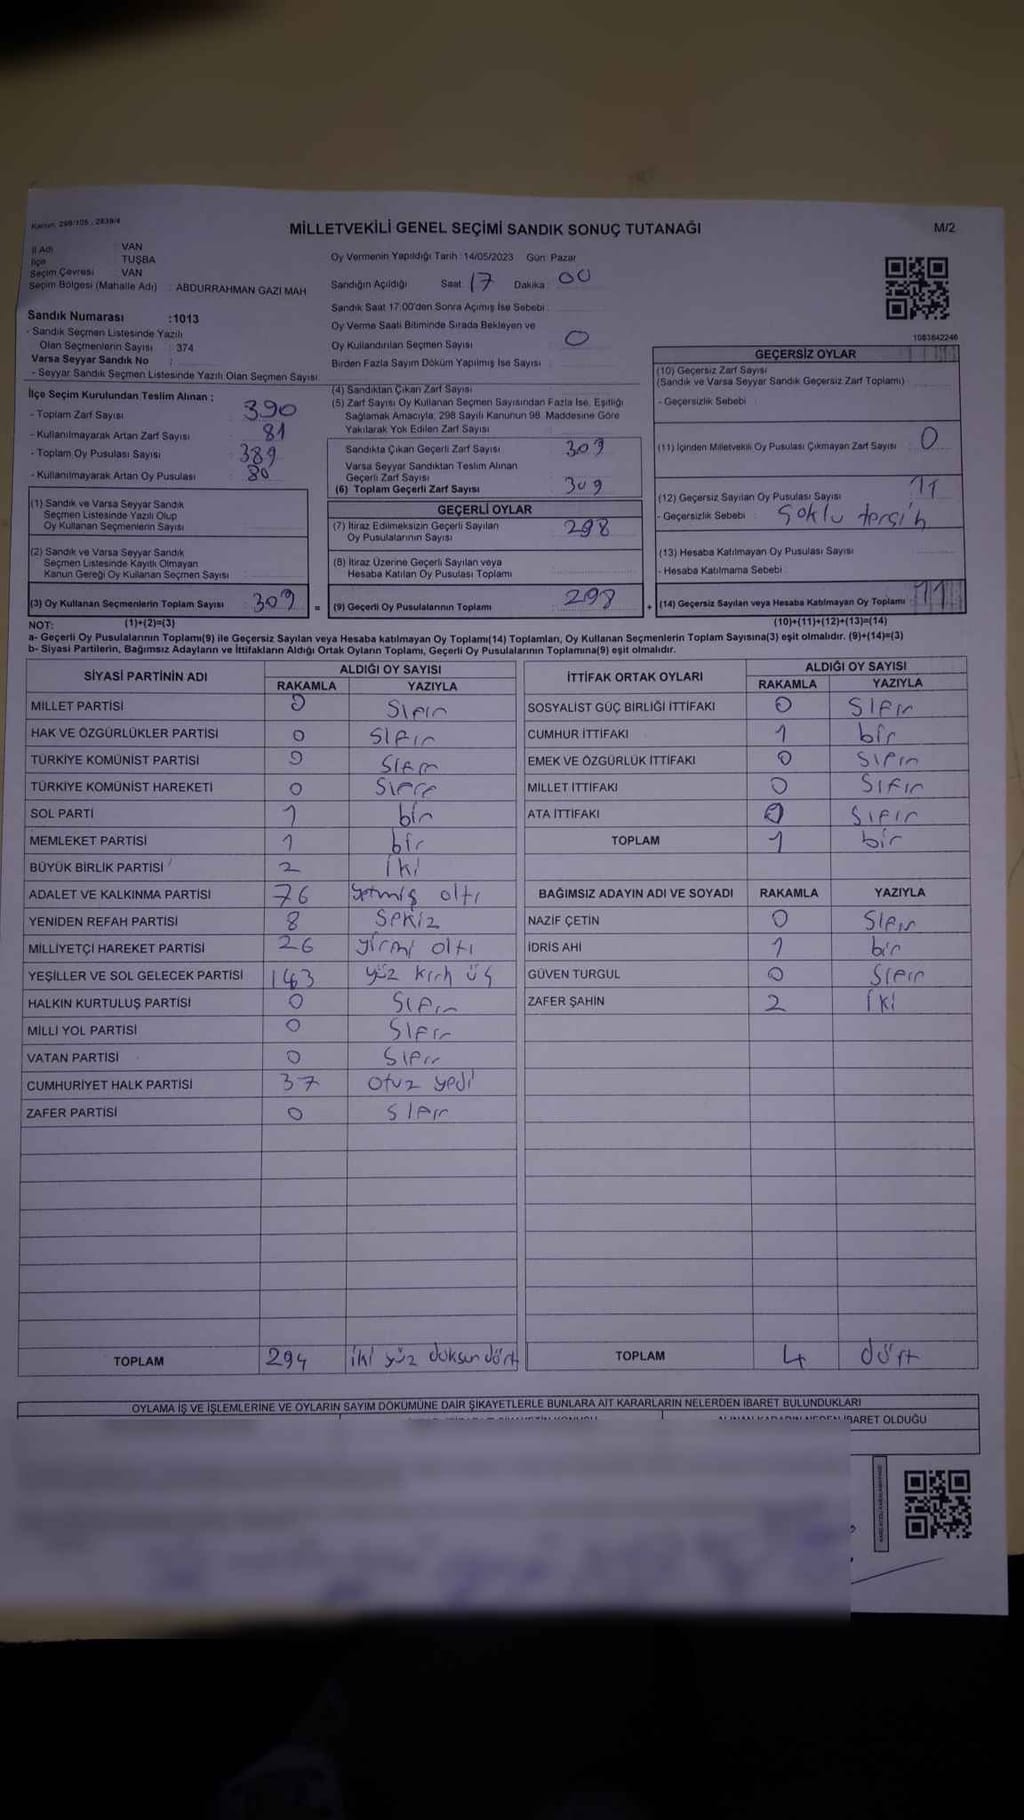 Kanun: 298/105 , 2839/4
MİLLETVEKİLİ GENEL SEÇİMİ SANDIK SONUÇ TUTANAĞI
M/2
İl Adı : VAN
İlçe : TUŞBA
Seçim Çevresi : VAN
Seçim Bölgesi (Mahalle Adı) : ABDURRAHMAN GAZI MAH
Sandık Numarası :1013
- Sandık Seçmen Listesinde Yazılı
Olan Seçmenlerin Sayısı : 374
Varsa Seyyar Sandık No :
- Seyyar Sandık Seçmen Listesinde Yazılı Olan Seçmen Sayısı:
Oy Vermenin Yapıldığı Tarih :14/05/2023 Gün: Pazar
Sandığın Açıldığı Saat 17 Dakika : 00
Sandık Saat 17:00'den Sonra Açımış İse Sebebi :
Oy Verme Saati Bitiminde Sırada Bekleyen ve
Oy Kullandırılan Seçmen Sayısı : 0
Birden Fazla Sayım Döküm Yapılmış İse Sayısı :
1083642246
İlçe Seçim Kurulundan Teslim Alınan :
- Toplam Zarf Sayısı : 390
- Kullanılmayarak Artan Zarf Sayısı : 81
- Toplam Oy Pusulası Sayısı : 389
- Kullanılmayarak Artan Oy Pusulası : 80
(1) Sandık ve Varsa Seyyar Sandık
Seçmen Listesinde Yazılı Olup
Oy Kullanan Seçmenlerin Sayısı
(2) Sandık ve Varsa Seyyar Sandık
Seçmen Listesinde Kayıtlı Olmayan
Kanun Gereği Oy Kullanan Seçmen Sayısı
(3) Oy Kullanan Seçmenlerin Toplam Sayısı 309 =
(4) Sandıktan Çıkan Zarf Sayısı
(5) Zarf Sayısı Oy Kullanan Seçmen Sayısından Fazla İse, Eşitliği
Sağlamak Amacıyla; 298 Sayılı Kanunun 98. Maddesine Göre
Yakılarak Yok Edilen Zarf Sayısı
Sandıkta Çıkan Geçerli Zarf Sayısı : 309
Varsa Seyyar Sandıktan Teslim Alınan
Geçerli Zarf Sayısı
(6) Toplam Geçerli Zarf Sayısı : 309
GEÇERLİ OYLAR
(7) İtiraz Edilmeksizin Geçerli Sayılan
Oy Pusulalarının Sayısı 298
(8) İtiraz Üzerine Geçerli Sayılan veya
Hesaba Katılan Oy Pusulası Toplamı
(9) Geçerli Oy Pusulalarının Toplamı 298 +
GEÇERSİZ OYLAR
(10) Geçersiz Zarf Sayısı
(Sandık ve Varsa Seyyar Sandık Geçersiz Zarf Toplamı) :
- Geçersizlik Sebebi :
(11) İçinden Milletvekili Oy Pusulası Çıkmayan Zarf Sayısı : 0
(12) Geçersiz Sayılan Oy Pusulası Sayısı : 11
- Geçersizlik Sebebi :
(13) Hesaba Katılmayan Oy Pusulası Sayısı :
- Hesaba Katılmama Sebebi :
(14) Geçersiz Sayılan veya Hesaba Katılmayan Oy Toplamı 11
NOT: (1)+(2)=(3) (10)+(11)+(12)+(13)=(14)
a- Geçerli Oy Pusulalarının Toplamı(9) ile Geçersiz Sayılan veya Hesaba katılmayan Oy Toplamı(14) Toplamları, Oy Kullanan Seçmenlerin Toplam Sayısına(3) eşit olmalıdır. (9)+(14)=(3)
b- Siyasi Partilerin, Bağımsız Adayların ve İttifakların Aldığı Ortak Oyların Toplamı, Geçerli Oy Pusulalarının Toplamına(9) eşit olmalıdır.
SİYASİ PARTİNİN ADI ALDIĞI OY SAYISI
RAKAMLA YAZIYLA
MİLLET PARTİSİ 0 Sıfır
HAK VE ÖZGÜRLÜKLER PARTİSİ 0 Sıfır
TÜRKİYE KOMÜNİST PARTİSİ 0 Sıfır
TÜRKİYE KOMÜNİST HAREKETİ 0 Sıfır
SOL PARTİ 1 bir
MEMLEKET PARTİSİ 1 bir
BÜYÜK BİRLİK PARTİSİ 2 iki
ADALET VE KALKINMA PARTİSİ 76 yetmiş altı
YENİDEN REFAH PARTİSİ 8 Sekiz
MİLLİYETÇİ HAREKET PARTİSİ 26 yirmi altı
YEŞİLLER VE SOL GELECEK PARTİSİ 143 yüz kırk üç
HALKIN KURTULUŞ PARTİSİ 0 Sıfır
MİLLİ YOL PARTİSİ 0 Sıfır
VATAN PARTİSİ 0 Sıfır
CUMHURİYET HALK PARTİSİ 37 otuz yedi
ZAFER PARTİSİ 0 Sıfır
TOPLAM 294 iki yüz doksan dört
İTTİFAK ORTAK OYLARI ALDIĞI OY SAYISI
RAKAMLA YAZIYLA
SOSYALİST GÜÇ BİRLİĞİ İTTİFAKI 0 Sıfır
CUMHUR İTTİFAKI 1 bir
EMEK VE ÖZGÜRLÜK İTTİFAKI 0 Sıfır
MİLLET İTTİFAKI 0 Sıfır
ATA İTTİFAKI 0 Sıfır
TOPLAM 1 bir
BAĞIMSIZ ADAYIN ADI VE SOYADI RAKAMLA YAZIYLA
NAZİF ÇETİN 0 Sıfır
İDRİS AHİ 1 bir
GÜVEN TURGUL 0 Sıfır
ZAFER ŞAHİN 2 iki
TOPLAM 4 dört
OYLAMA İŞ VE İŞLEMLERİNE VE OYLARIN SAYIM DÖKÜMÜNE DAİR ŞİKAYETLERLE BUNLARA AİT KARARLARIN NELERDEN İBARET BULUNDUKLARI
İBARET OLDUĞU